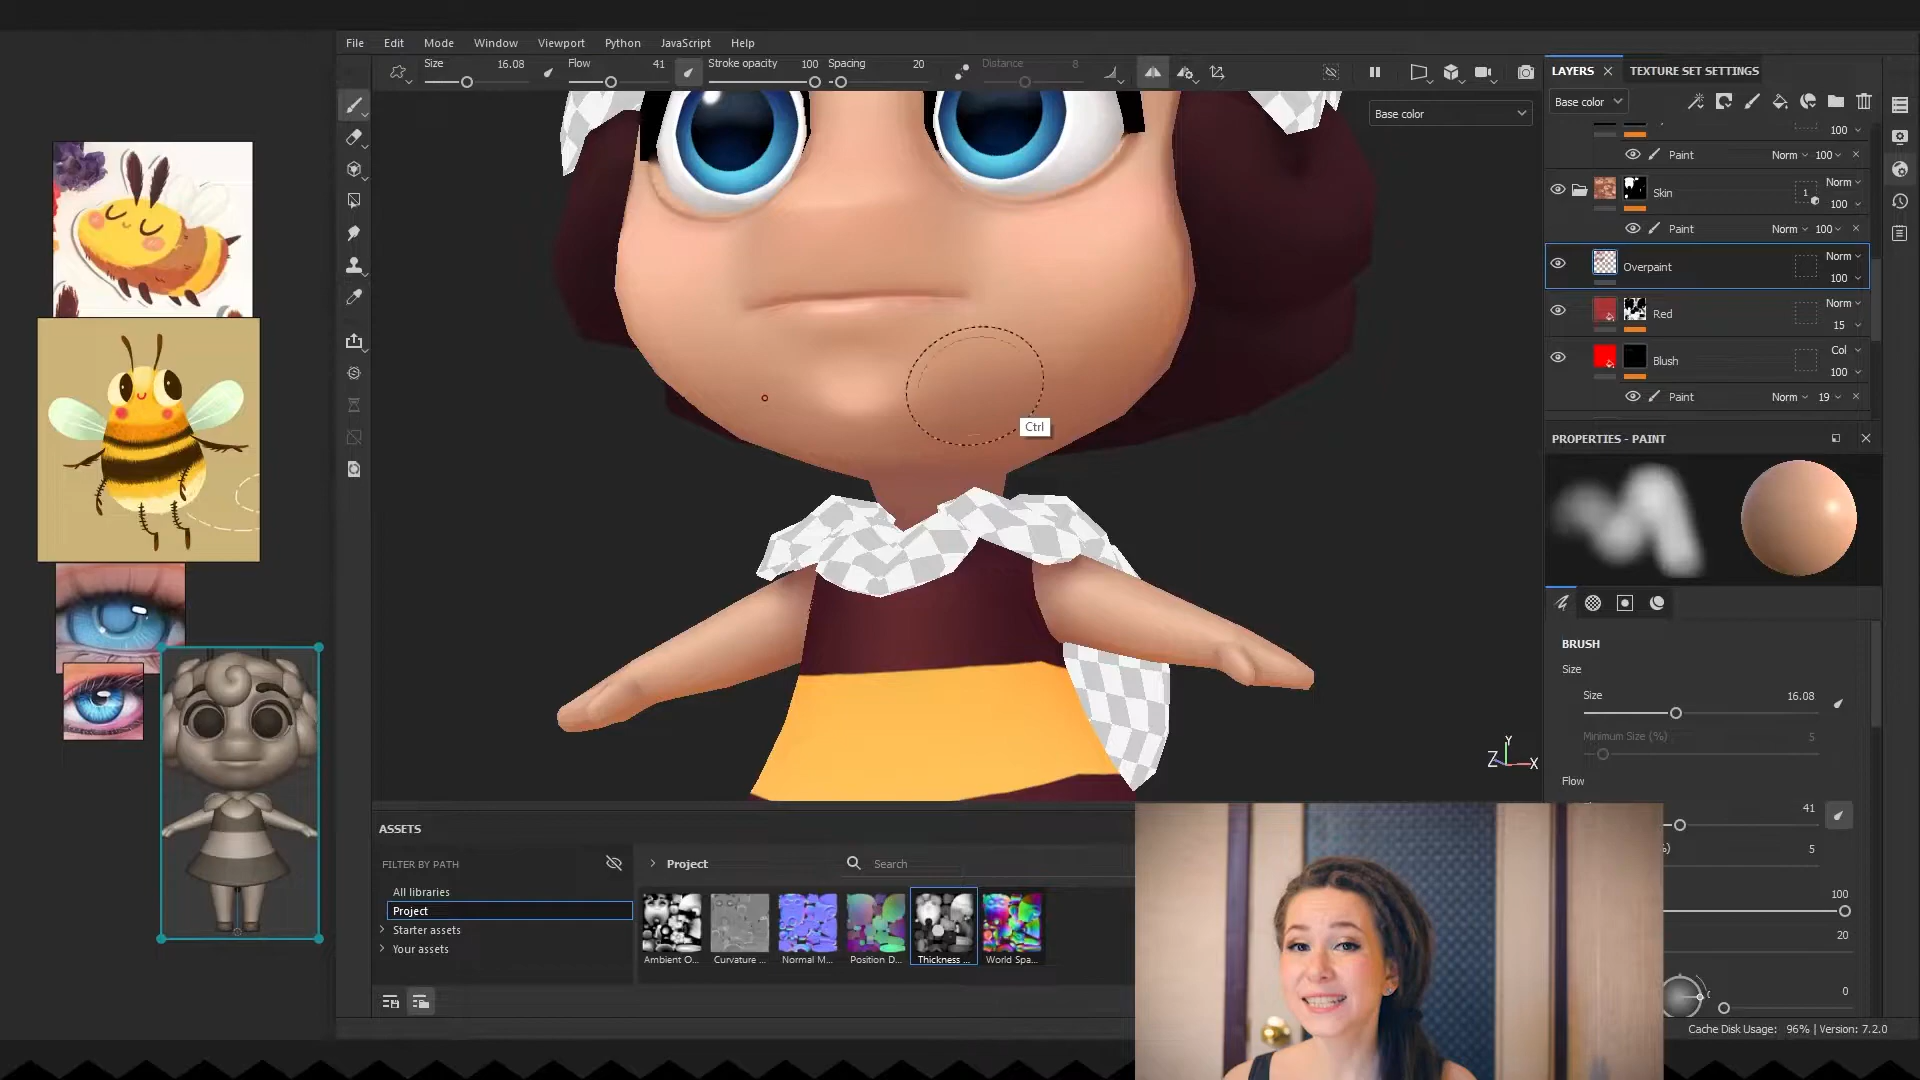 File Edit Mode Window Viewport Python JavaScript Help
Size 16.08 Flow 41 Stroke opacity 100 Spacing 20 Distance 8
LAYERS TEXTURE SET SETTINGS
Base color
Base color
100
Paint Norm 100
Skin 1 Norm
100
Paint Norm 100
Overpaint Norm
100
Red Norm
15
Blush Col
100
Paint Norm 19
Ctrl
PROPERTIES - PAINT
BRUSH
Size
Size 16.08
Minimum Size (%) 5
Flow
41
5
100
20
0
Y
Z X
ASSETS
FILTER BY PATH
All libraries
Project
Starter assets
Your assets
Project
Search
Ambient O... Curvature ... Normal M... Position D... Thickness ... World Spa...
Cache Disk Usage: 96% | Version: 7.2.0